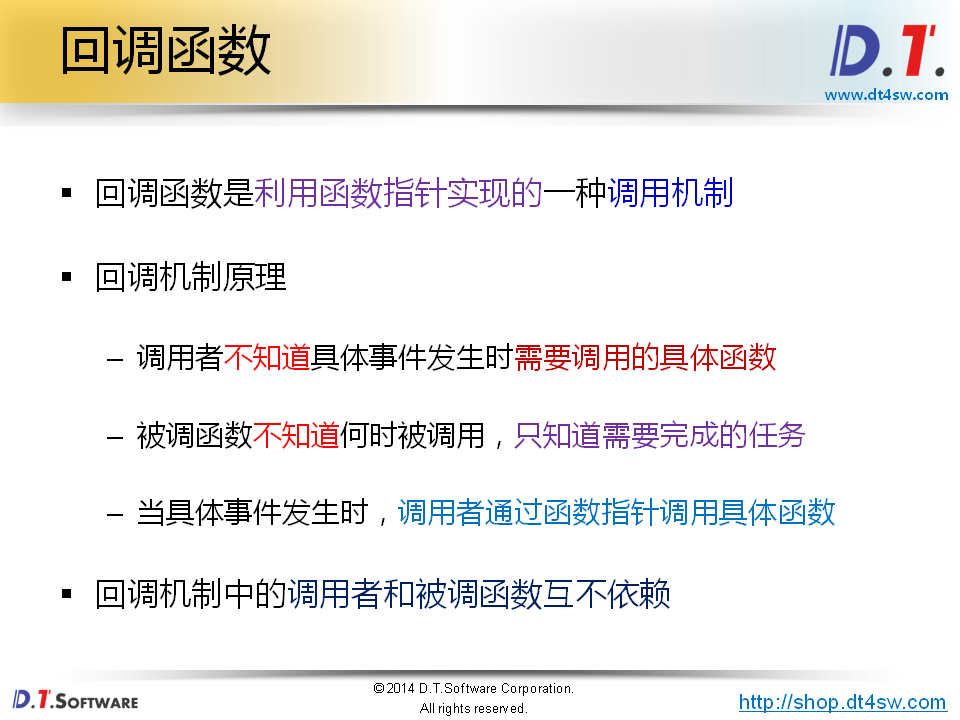 回调函数
D.T.
www.dt4sw.com
▪ 回调函数是利用函数指针实现的一种调用机制
▪ 回调机制原理
– 调用者不知道具体事件发生时需要调用的具体函数
– 被调函数不知道何时被调用，只知道需要完成的任务
– 当具体事件发生时，调用者通过函数指针调用具体函数
▪ 回调机制中的调用者和被调函数互不依赖
D.T.SOFTWARE
©2014 D.T.Software Corporation.
All rights reserved.
http://shop.dt4sw.com